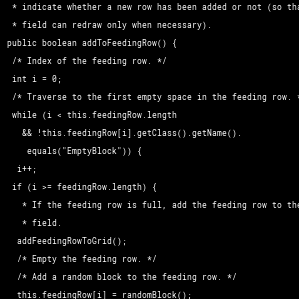 * indicate whether a new row has been added or not (so tha
* field can redraw only when necessary).
public boolean addToFeedingRow() {
/* Index of the feeding row. */
int i = 0;
/* Traverse to the first empty space in the feeding row. *
while (i < this.feedingRow.length
&& !this.feedingRow[i].getClass().getName().
equals("EmptyBlock")) {
i++;
if (i >= feedingRow.length) {
* If the feeding row is full, add the feeding row to the
* field.
addFeedingRowToGrid();
/* Empty the feeding row. */
/* Add a random block to the feeding row. */
this.feedingRow[i] = randomBlock();